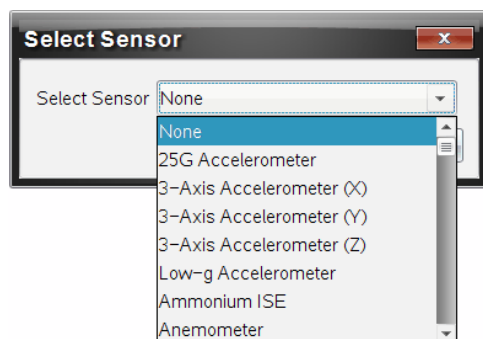 Select Sensor
Select Sensor None
None
25G Accelerometer
3-Axis Accelerometer (X)
3-Axis Accelerometer (Y)
3-Axis Accelerometer (Z)
Low-g Accelerometer
Ammonium ISE
Anemometer